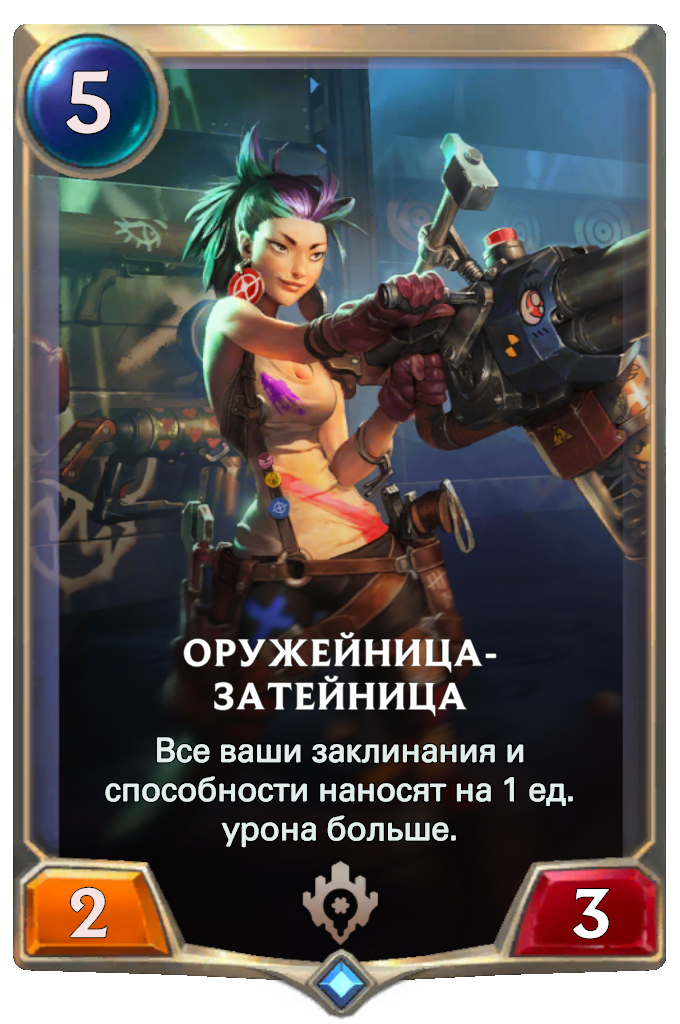 5
ОРУЖЕЙНИЦА-
ЗАТЕЙНИЦА
Все ваши заклинания и
способности наносят на 1 ед.
урона больше.
2
3